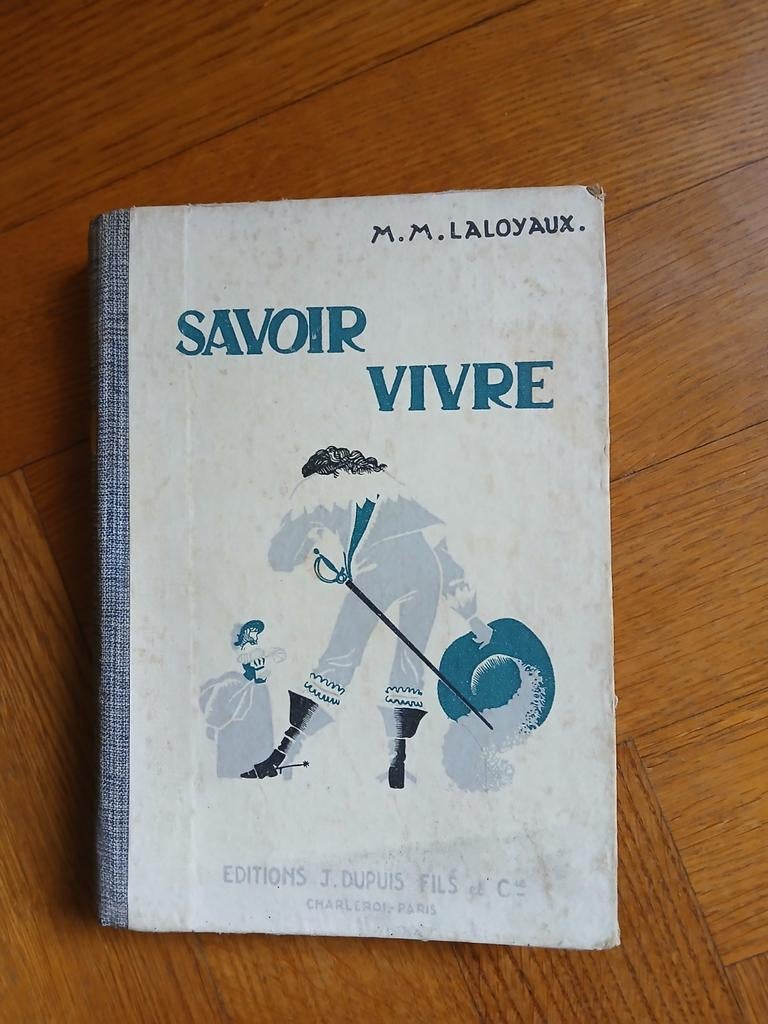 M. M. LALOYAUX.
SAVOIR
VIVRE
EDITIONS J. DUPUIS FILS et Cie
CHARLEROI-PARIS